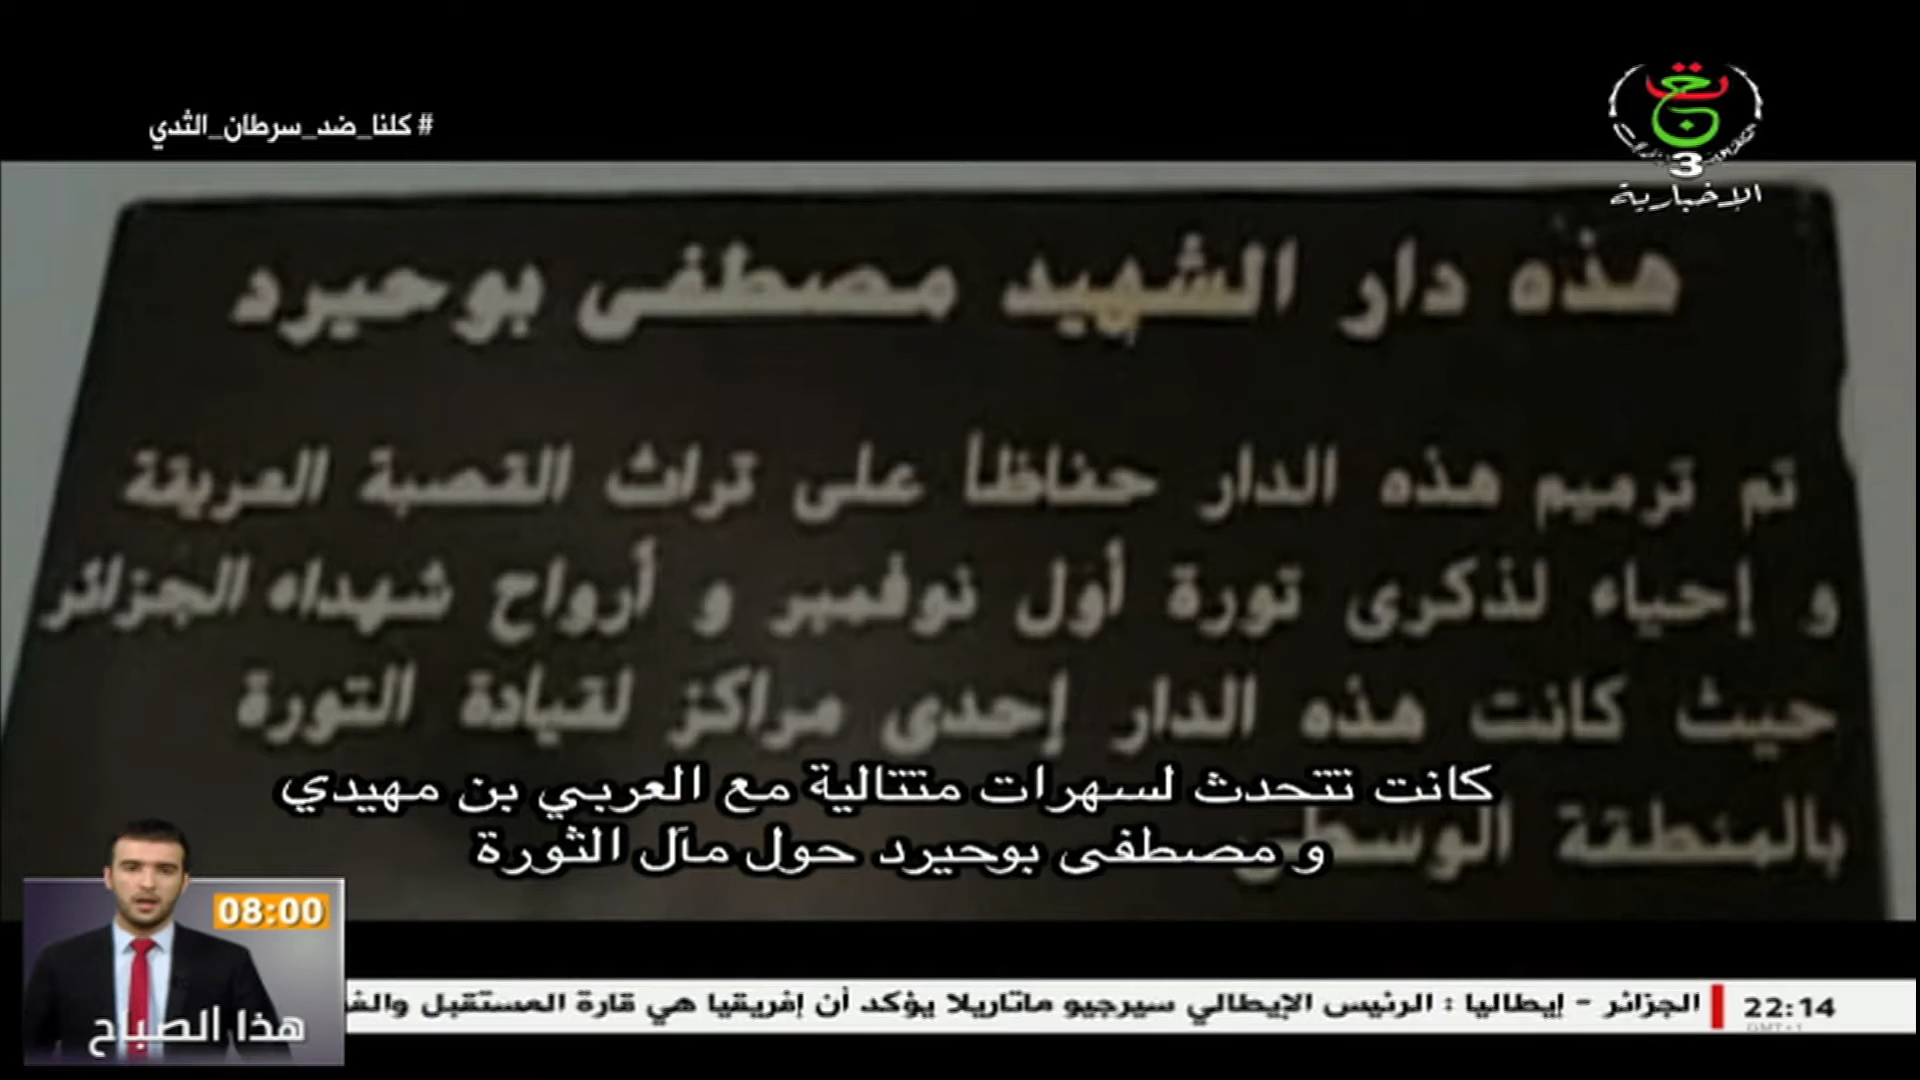 # كلنا_ضد_سرطان_الثدي
3
الإخبارية
هذه دار الشهيد مصطفى بوحيرد
تم ترميم هذه الدار حفاظاً على تراث القصبة العريقة
و إحياء لذكرى ثورة أول نوفمبر و أرواح شهداء الجزائر
حيث كانت هذه الدار إحدى مراكز لقيادة الثورة
بالمنطقة الوسطى
كانت تتحدث لسهرات متتالية مع العربي بن مهيدي
و مصطفى بوحيرد حول مآل الثورة
08:00
هذا الصباح
22:14
GMT+1
الجزائر - إيطاليا : الرئيس الإيطالي سيرجيو ماتاريلا يؤكد أن إفريقيا هي قارة المستقبل